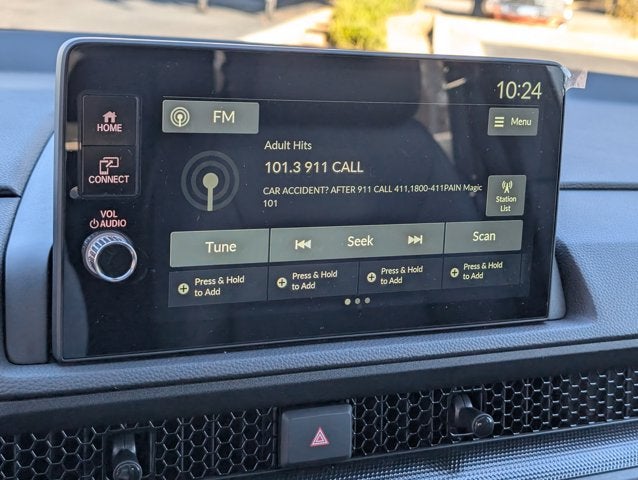 10:24
FM
Menu
HOME
Adult Hits
101.3 911 CALL
CONNECT
CAR ACCIDENT? AFTER 911 CALL 411,1800-411PAIN Magic
101
Station
List
VOL
AUDIO
Tune
Seek
Scan
Press & Hold
to Add
Press & Hold
to Add
Press & Hold
to Add
Press & Hold
to Add